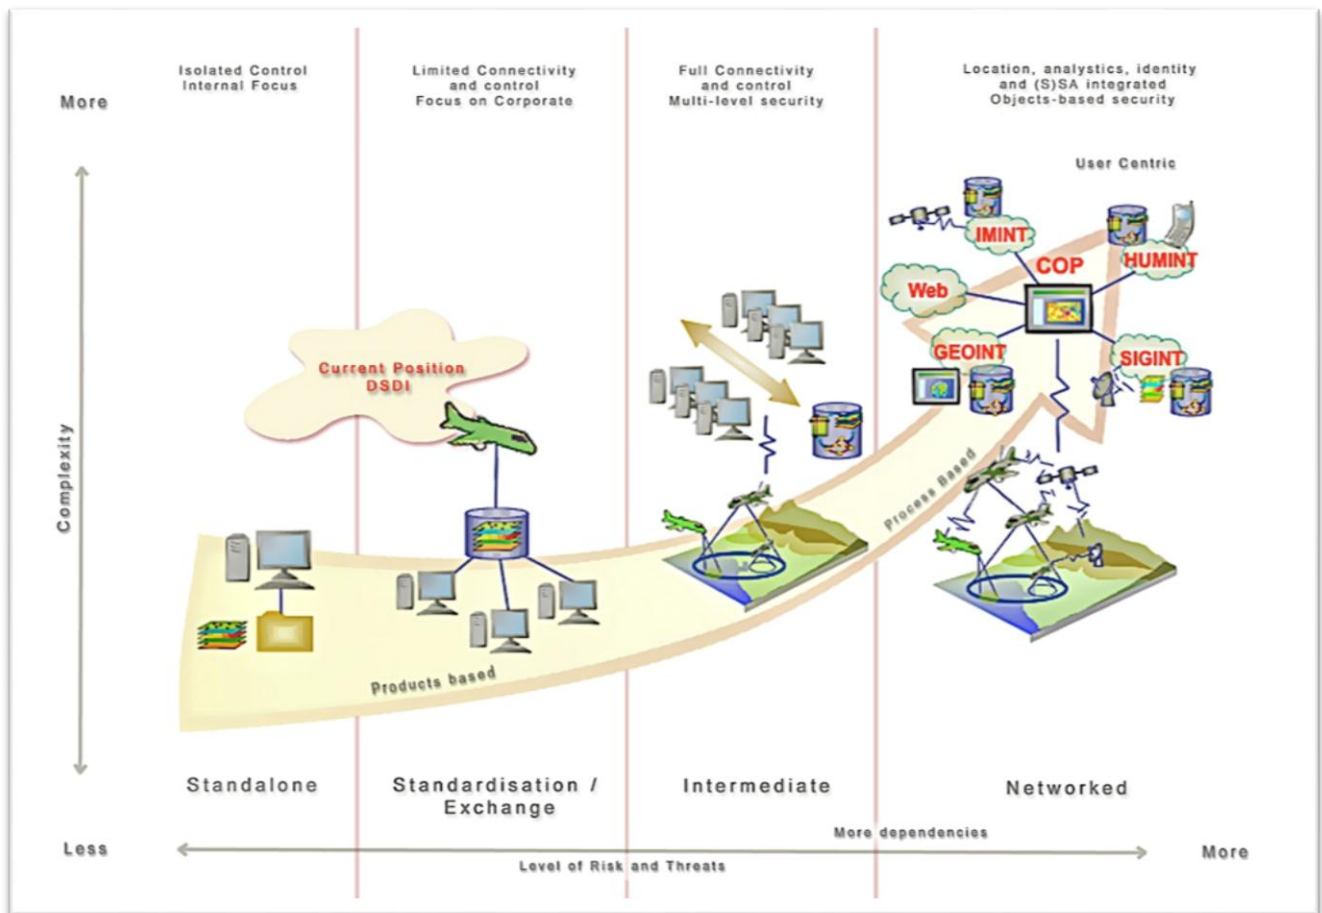 Isolated Control
Internal Focus
Limited Connectivity
and control
Focus on Corporate
Full Connectivity
and control
Multi-level security
Location, analystics, identity
and (S)SA integrated
Objects-based security
More
User Centric
IMINT
HUMINT
COP
Web
GEOINT
SIGINT
Current Position
DSDI
Complexity
Process Based
Products based
Standalone
Standardisation /
Exchange
Intermediate
Networked
More dependencies
Less
Level of Risk and Threats
More